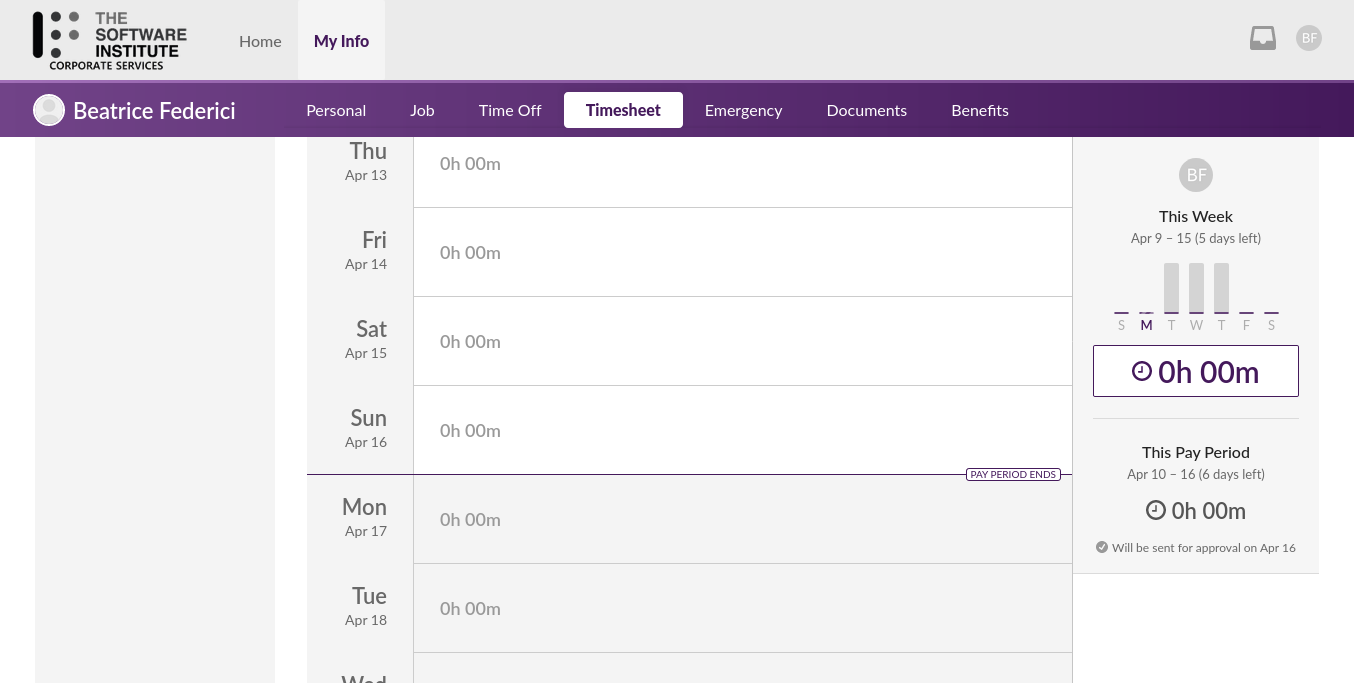 THE
SOFTWARE
INSTITUTE
CORPORATE SERVICES
Home
My Info
BF
Beatrice Federici
Personal
Job
Time Off
Timesheet
Emergency
Documents
Benefits
Thu
Apr 13
0h 00m
Fri
Apr 14
0h 00m
Sat
Apr 15
0h 00m
Sun
Apr 16
0h 00m
PAY PERIOD ENDS
Mon
Apr 17
0h 00m
Tue
Apr 18
0h 00m
Wed
BF
This Week
Apr 9 – 15 (5 days left)
S M T W T F S
0h 00m
This Pay Period
Apr 10 – 16 (6 days left)
0h 00m
Will be sent for approval on Apr 16